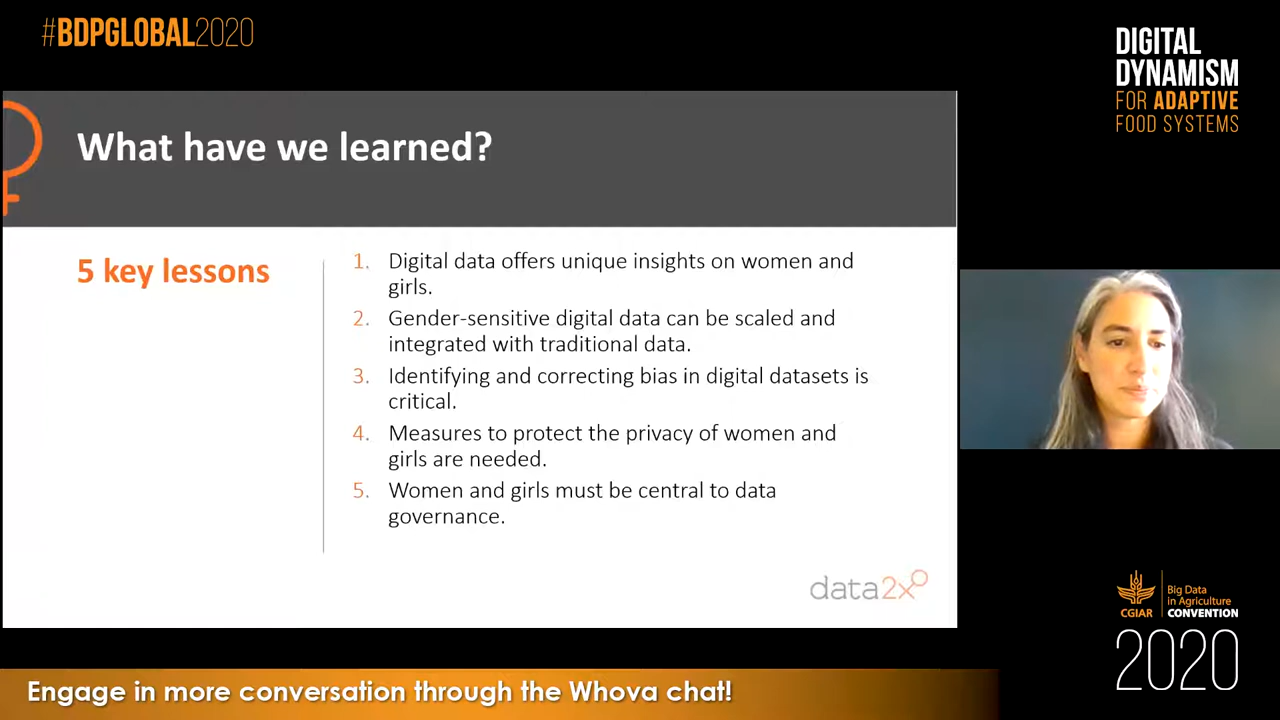 #BDPGLOBAL2020
DIGITAL
DYNAMISM
FOR ADAPTIVE
FOOD SYSTEMS
What have we learned?
5 key lessons
1. Digital data offers unique insights on women and
girls.
2. Gender-sensitive digital data can be scaled and
integrated with traditional data.
3. Identifying and correcting bias in digital datasets is
critical.
4. Measures to protect the privacy of women and
girls are needed.
5. Women and girls must be central to data
governance.
data2x
CGIAR
Big Data
in Agriculture
CONVENTION
2020
Engage in more conversation through the Whova chat!